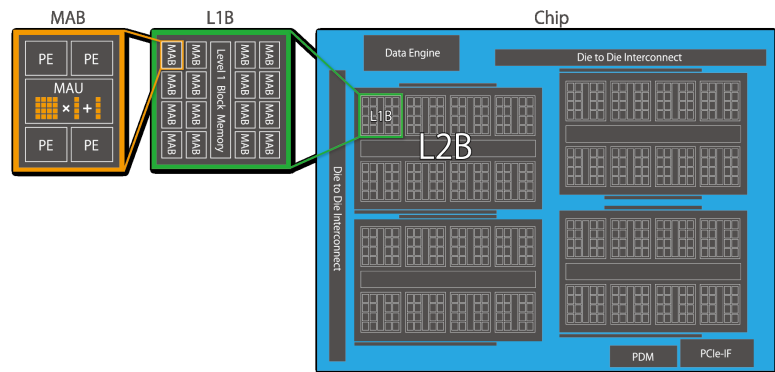 MAB
L1B
Chip
PE
PE
MAU
× +
PE
PE
MAB
MAB
MAB
MAB
MAB
MAB
MAB
MAB
Level 1 Block Memory
MAB
MAB
MAB
MAB
MAB
MAB
MAB
MAB
Data Engine
Die to Die Interconnect
L1B
L2B
Die to Die Interconnect
PDM
PCIe-IF